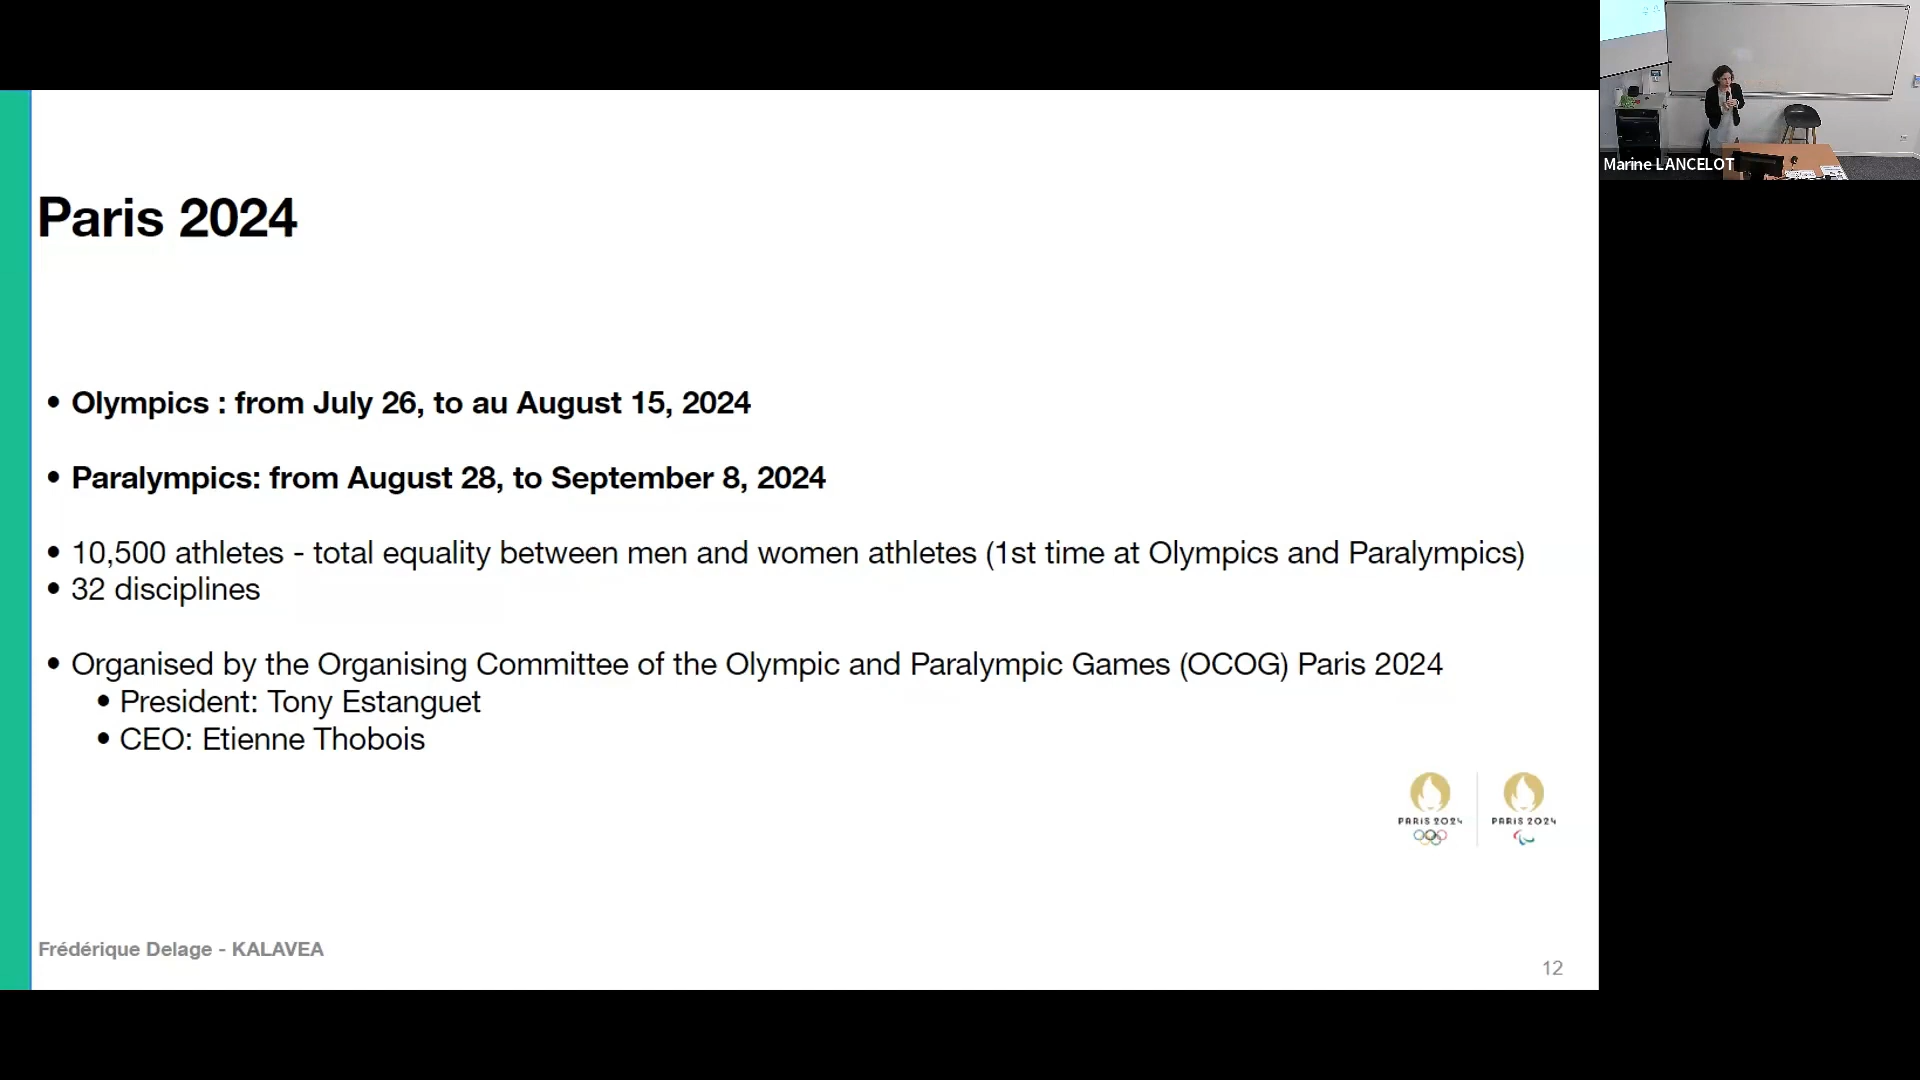 Marine LANCELOT
Paris 2024
• Olympics : from July 26, to au August 15, 2024
• Paralympics: from August 28, to September 8, 2024
• 10,500 athletes - total equality between men and women athletes (1st time at Olympics and Paralympics)
• 32 disciplines
• Organised by the Organising Committee of the Olympic and Paralympic Games (OCOG) Paris 2024
• President: Tony Estanguet
• CEO: Etienne Thobois
PARIS 2024
PARIS 2024
Frédérique Delage - KALAVEA
12